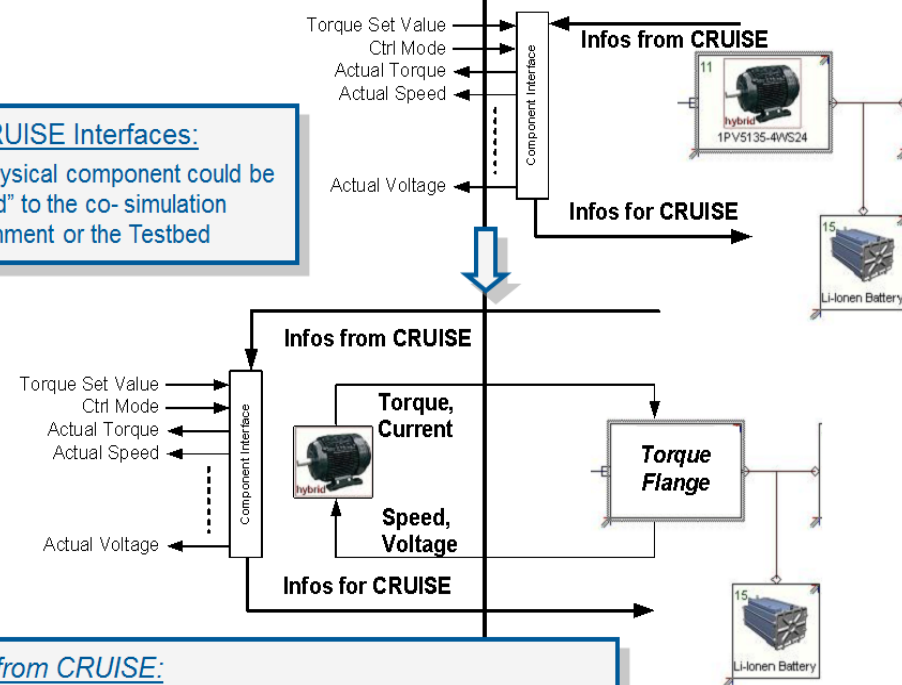 Torque Set Value
Ctrl Mode
Actual Torque
Actual Speed
Actual Voltage
Component Interface
Infos from CRUISE
11
hybrid
1PV5135-4WS24
Infos for CRUISE
15
Li-Ionen Battery
RUISE Interfaces:
ysical component could be
d" to the co- simulation
nment or the Testbed
Infos from CRUISE
Torque Set Value
Ctrl Mode
Actual Torque
Actual Speed
Actual Voltage
Component Interface
hybrid
Torque,
Current
Speed,
Voltage
Torque
Flange
Infos for CRUISE
15
Li-Ionen Battery
from CRUISE: